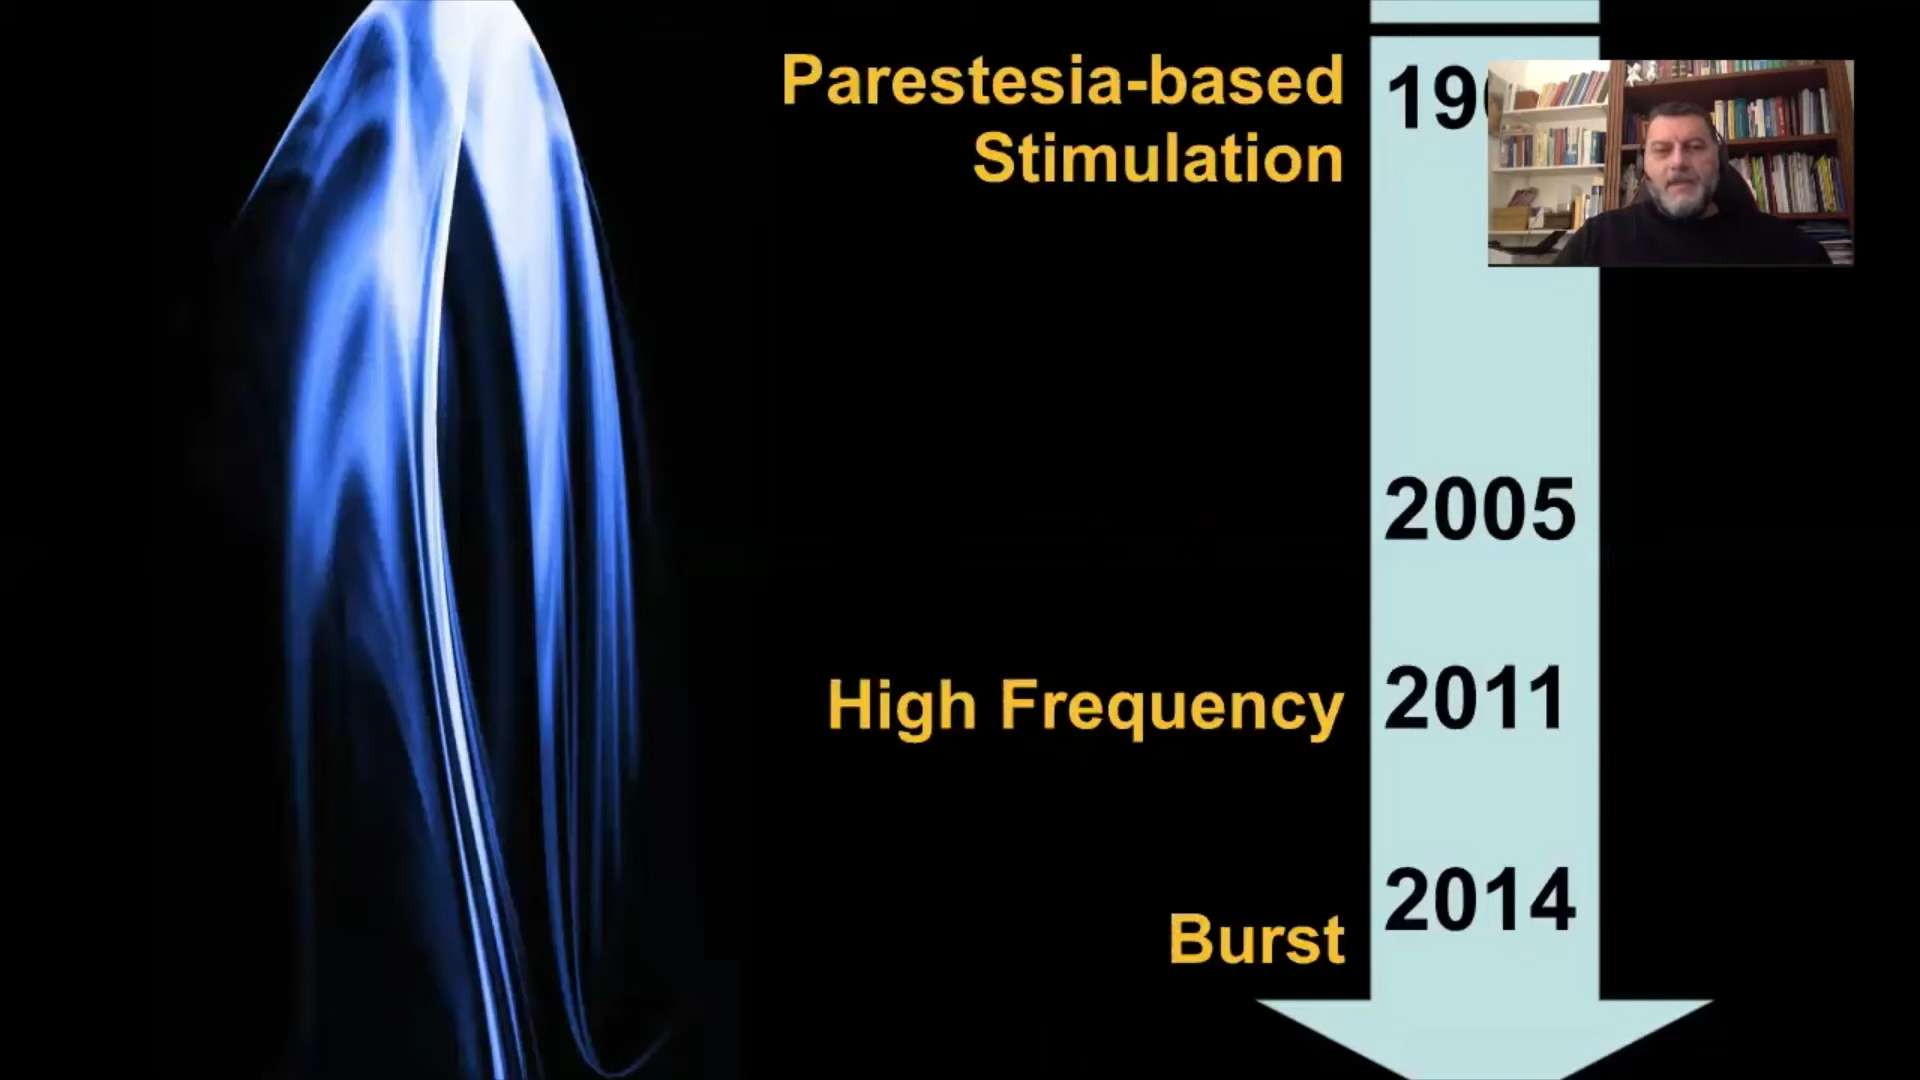 Parestesia-based
Stimulation
2005
High Frequency
2011
Burst
2014